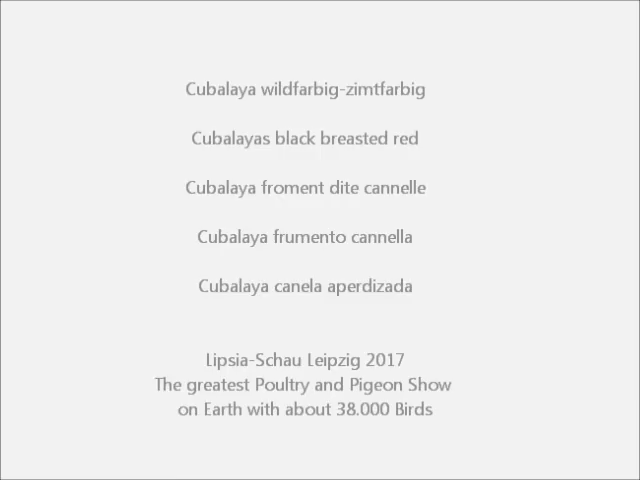 Cubalaya wildfarbig-zimtfarbig
Cubalayas black breasted red
Cubalaya froment dite cannelle
Cubalaya frumento cannella
Cubalaya canela aperdizada
Lipsia-Schau Leipzig 2017
The greatest Poultry and Pigeon Show
on Earth with about 38.000 Birds